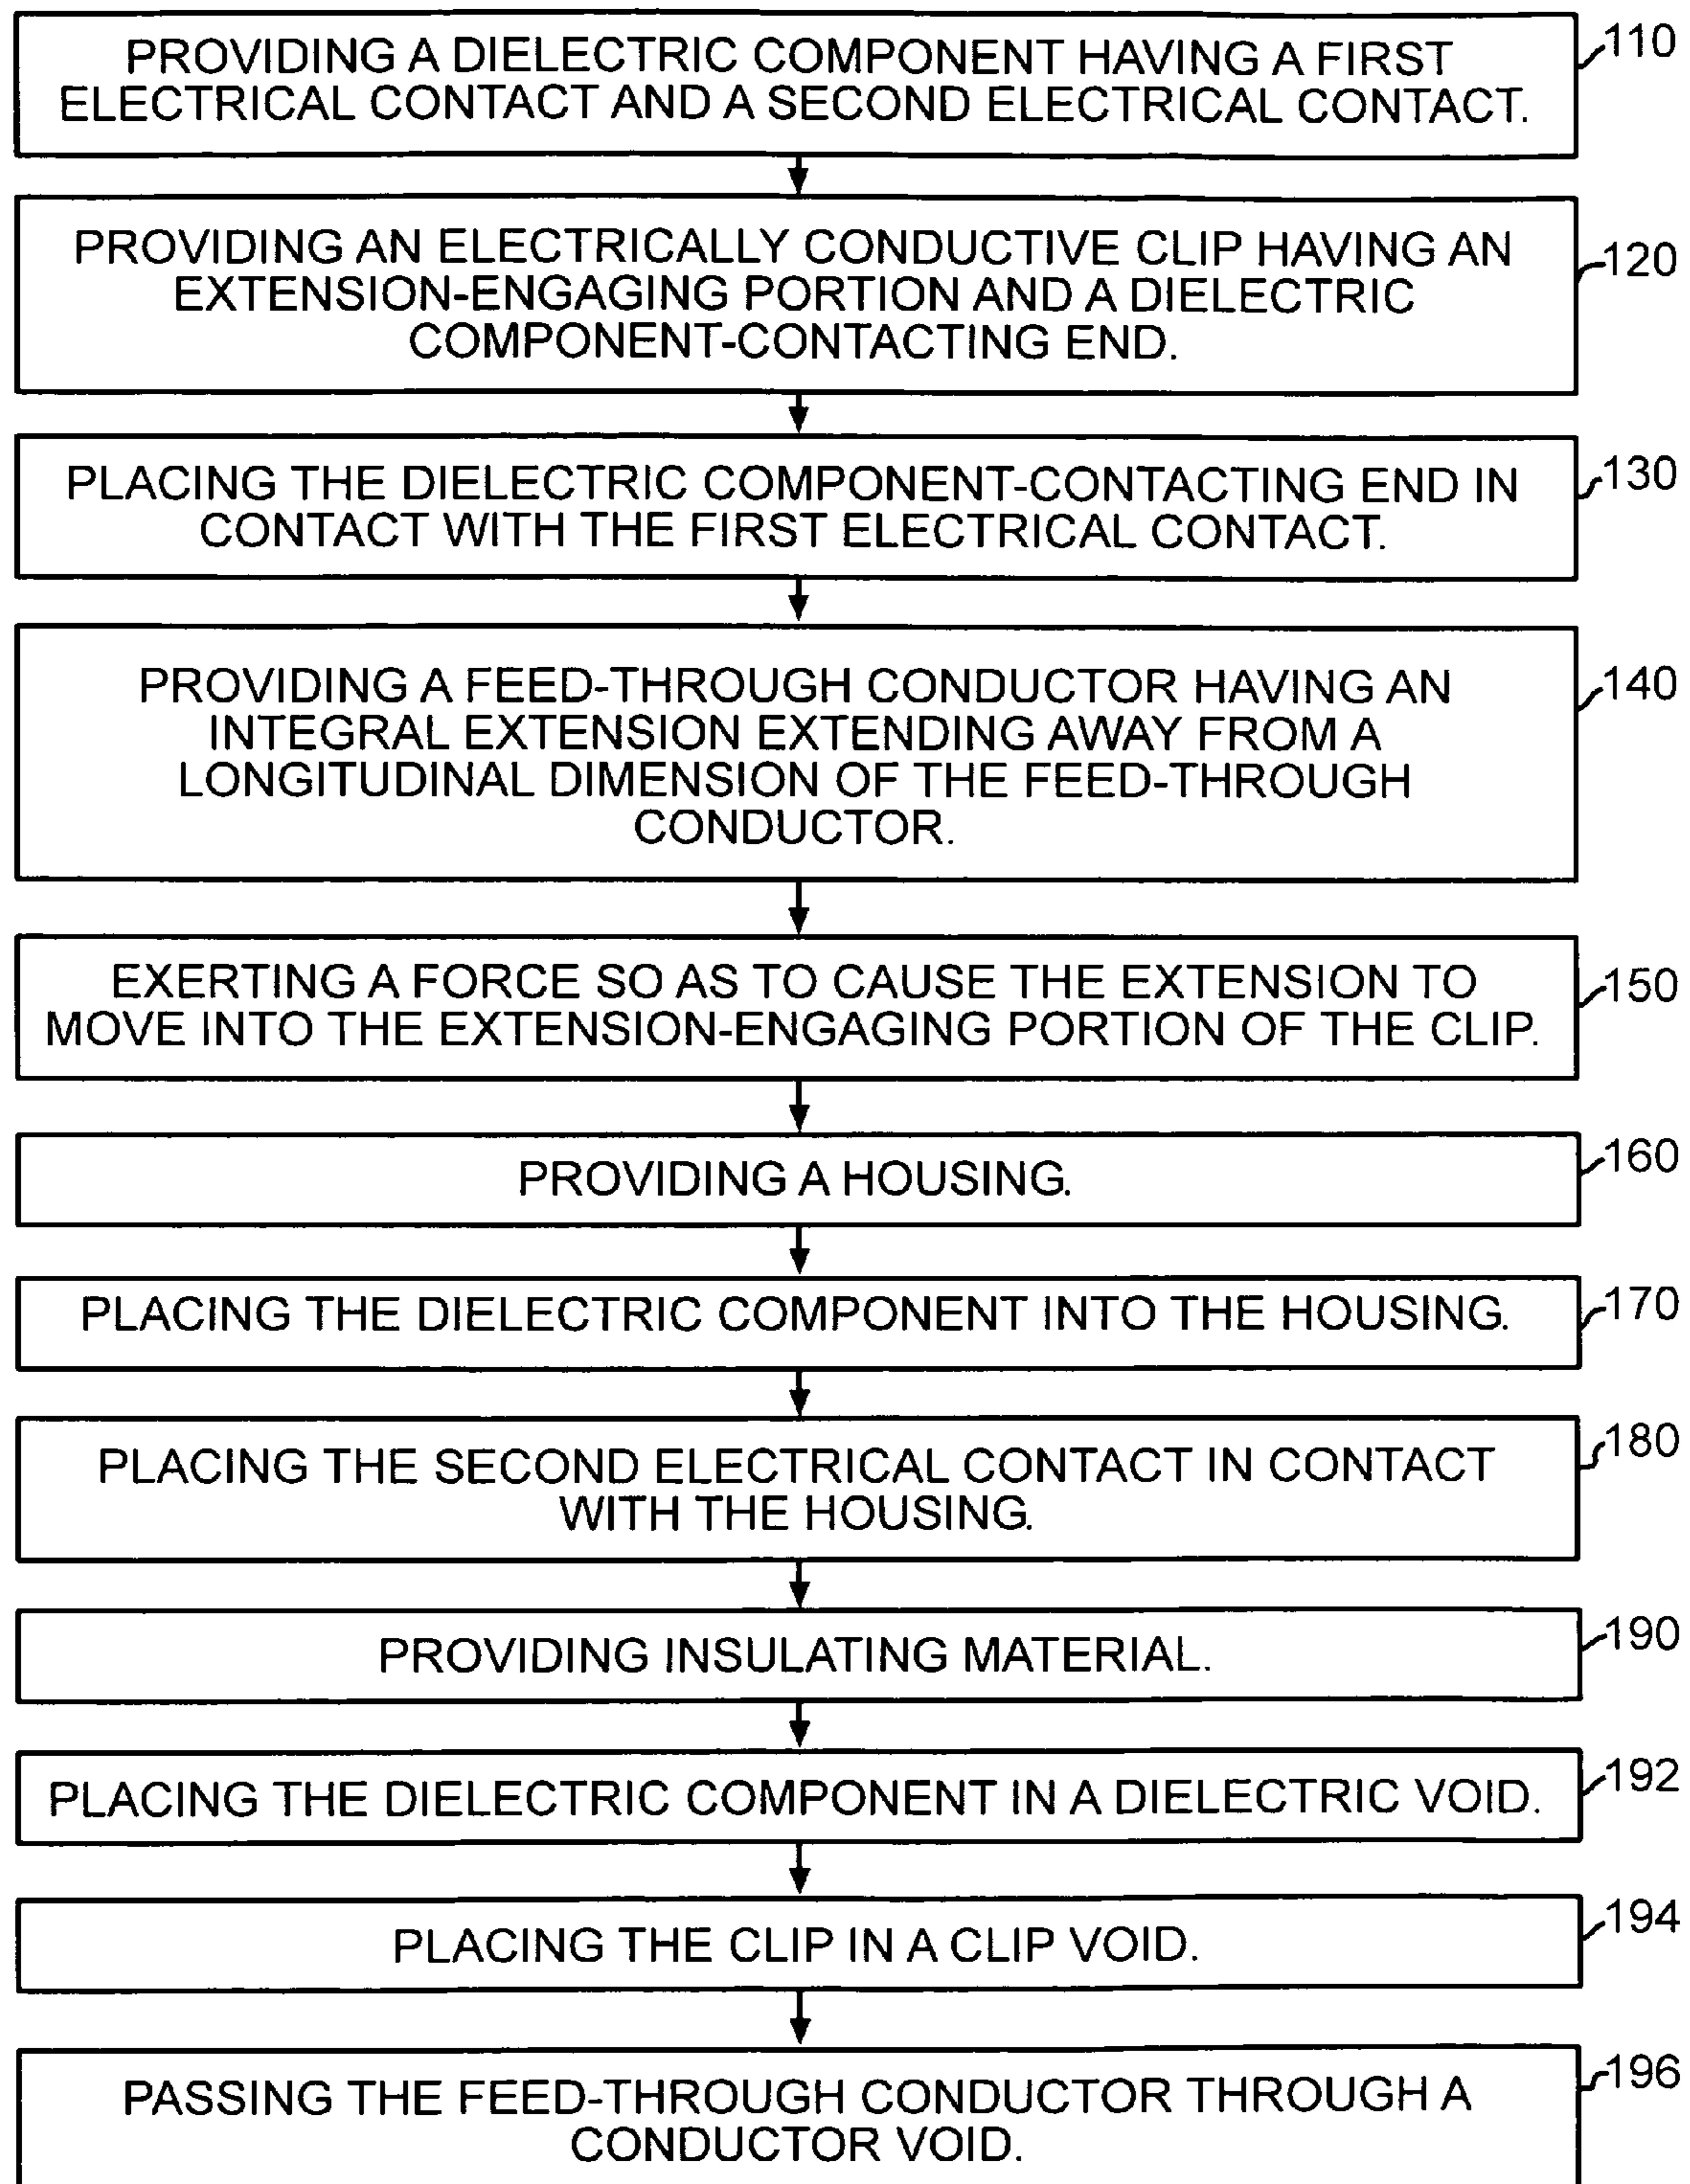 PROVIDING A DIELECTRIC COMPONENT HAVING A FIRST
ELECTRICAL CONTACT AND A SECOND ELECTRICAL CONTACT.
110
PROVIDING AN ELECTRICALLY CONDUCTIVE CLIP HAVING AN
EXTENSION-ENGAGING PORTION AND A DIELECTRIC
COMPONENT-CONTACTING END.
120
PLACING THE DIELECTRIC COMPONENT-CONTACTING END IN
CONTACT WITH THE FIRST ELECTRICAL CONTACT.
130
PROVIDING A FEED-THROUGH CONDUCTOR HAVING AN
INTEGRAL EXTENSION EXTENDING AWAY FROM A
LONGITUDINAL DIMENSION OF THE FEED-THROUGH
CONDUCTOR.
140
EXERTING A FORCE SO AS TO CAUSE THE EXTENSION TO
MOVE INTO THE EXTENSION-ENGAGING PORTION OF THE CLIP.
150
PROVIDING A HOUSING.
160
PLACING THE DIELECTRIC COMPONENT INTO THE HOUSING.
170
PLACING THE SECOND ELECTRICAL CONTACT IN CONTACT
WITH THE HOUSING.
180
PROVIDING INSULATING MATERIAL.
190
PLACING THE DIELECTRIC COMPONENT IN A DIELECTRIC VOID.
192
PLACING THE CLIP IN A CLIP VOID.
194
PASSING THE FEED-THROUGH CONDUCTOR THROUGH A
CONDUCTOR VOID.
196